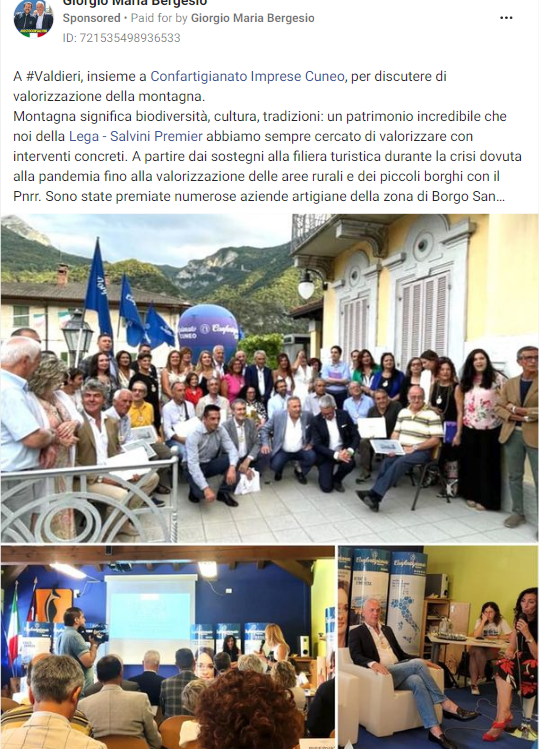 Giorgio Maria Bergesio
Sponsored • Paid for by Giorgio Maria Bergesio
ID: 721535498936533
A #Valdieri, insieme a Confartigianato Imprese Cuneo, per discutere di
valorizzazione della montagna.
Montagna significa biodiversità, cultura, tradizioni: un patrimonio incredibile che
noi della Lega - Salvini Premier abbiamo sempre cercato di valorizzare con
interventi concreti. A partire dai sostegni alla filiera turistica durante la crisi dovuta
alla pandemia fino alla valorizzazione delle aree rurali e dei piccoli borghi con il
Pnrr. Sono state premiate numerose aziende artigiane della zona di Borgo San...
CUNEO